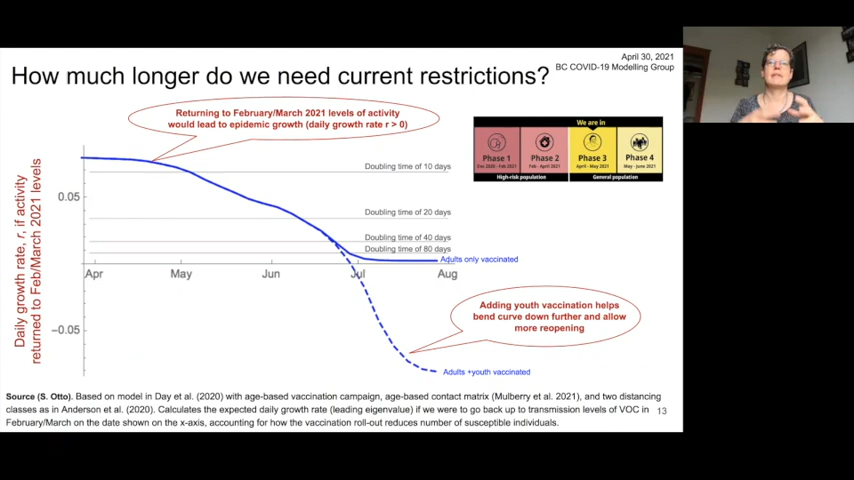 April 30, 2021
BC COVID-19 Modelling Group
How much longer do we need current restrictions?
Returning to February/March 2021 levels of activity
would lead to epidemic growth (daily growth rate r > 0)
We are in
Phase 1
Dec 2020 - Feb 2021
Phase 2
Feb - April 2021
Phase 3
April - May 2021
Phase 4
May - June 2021
High-risk population
General population
Daily growth rate, r, if activity
returned to Feb/March 2021 levels
0.05
-0.05
Doubling time of 10 days
Doubling time of 20 days
Doubling time of 40 days
Doubling time of 80 days
Adults only vaccinated
Apr
May
Jun
Jul
Aug
Adding youth vaccination helps
bend curve down further and allow
more reopening
Adults +youth vaccinated
Source (S. Otto). Based on model in Day et al. (2020) with age-based vaccination campaign, age-based contact matrix (Mulberry et al. 2021), and two distancing
classes as in Anderson et al. (2020). Calculates the expected daily growth rate (leading eigenvalue) if we were to go back up to transmission levels of VOC in
February/March on the date shown on the x-axis, accounting for how the vaccination roll-out reduces number of susceptible individuals.
13